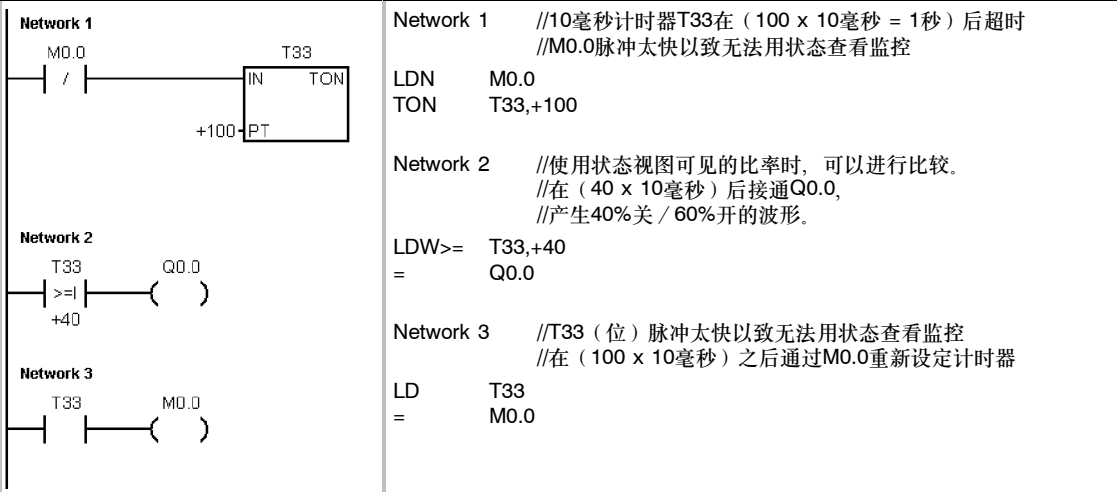 Network 1
M0.0
/
T33
IN TON
+100 PT
Network 2
T33 Q0.0
>=I
+40
Network 3
T33 M0.0
Network 1 //10毫秒计时器T33在（100 x 10毫秒 = 1秒）后超时
//M0.0脉冲太快以致无法用状态查看监控
LDN M0.0
TON T33,+100
Network 2 //使用状态视图可见的比率时，可以进行比较。
//在（40 x 10毫秒）后接通Q0.0,
//产生40%关／60%开的波形。
LDW>= T33,+40
= Q0.0
Network 3 //T33（位）脉冲太快以致无法用状态查看监控
//在（100 x 10毫秒）之后通过M0.0重新设定计时器
LD T33
= M0.0